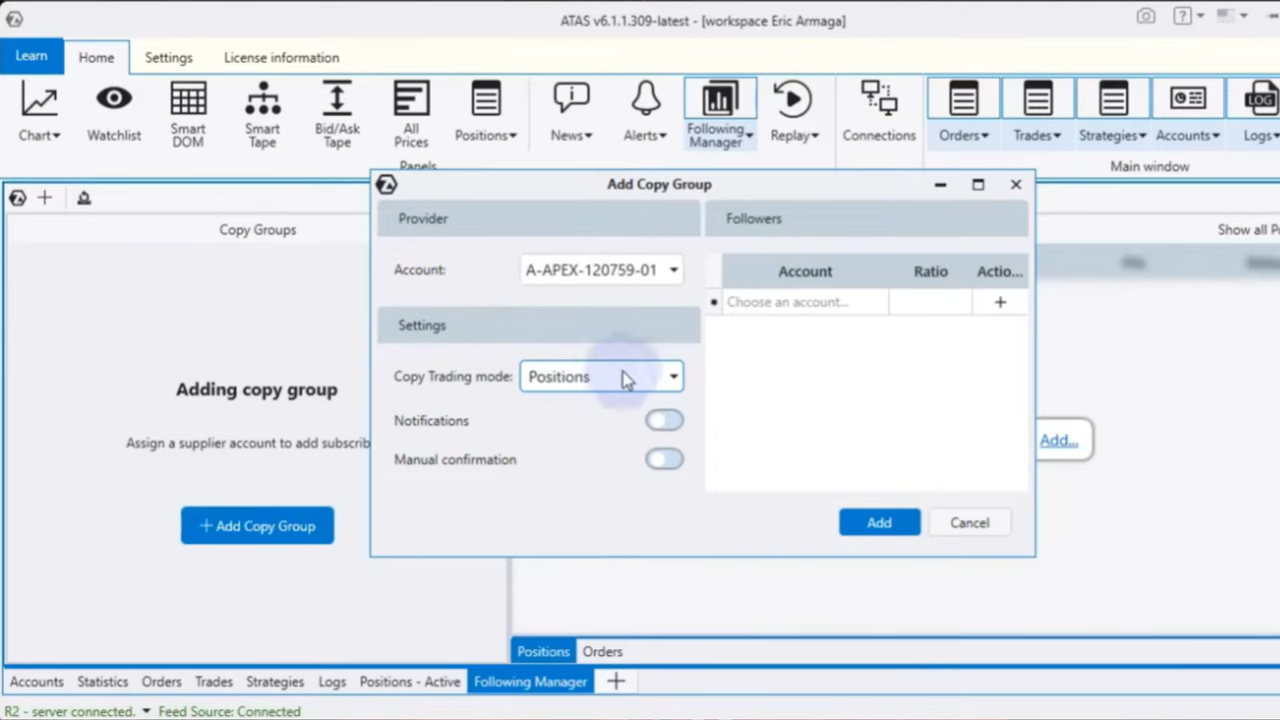 ATAS v6.1.1.309-latest - [workspace Eric Armaga]
Learn
Home
Settings
License information
Chart
Watchlist
Smart DOM
Smart Tape
Bid/Ask Tape
All Prices
Positions
News
Alerts
Following Manager
Replay
Connections
Orders
Trades
Strategies
Accounts
LOG
Logs
Panels
Main window
Add Copy Group
Copy Groups
Show all
Provider
Followers
Account:
A-APEX-120759-01
Account
Ratio
Actio...
Choose an account...
Settings
Copy Trading mode:
Positions
Notifications
Manual confirmation
Adding copy group
Assign a supplier account to add
+ Add Copy Group
Add...
Add
Cancel
Positions
Orders
Accounts
Statistics
Orders
Trades
Strategies
Logs
Positions - Active
Following Manager
R2 - server connected.
Feed Source: Connected